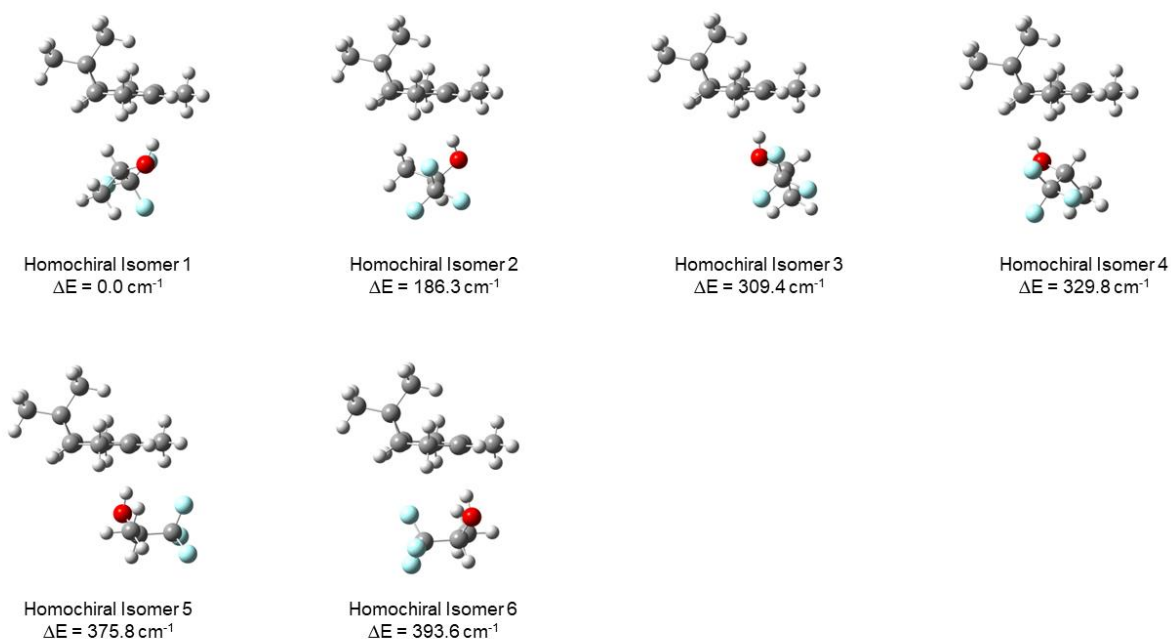 Homochiral Isomer 1
ΔE = 0.0 cm⁻¹
Homochiral Isomer 2
ΔE = 186.3 cm⁻¹
Homochiral Isomer 3
ΔE = 309.4 cm⁻¹
Homochiral Isomer 4
ΔE = 329.8 cm⁻¹
Homochiral Isomer 5
ΔE = 375.8 cm⁻¹
Homochiral Isomer 6
ΔE = 393.6 cm⁻¹